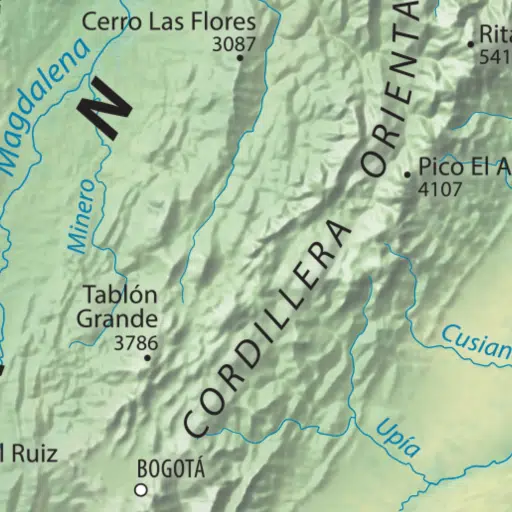 Cerro Las Flores
3087
Rita
541
Magdalena
N
ORIENTA
Pico El A
4107
Minero
CORDILLERA
Tablón
Grande
3786
Cusian
Upía
l Ruiz
BOGOTÁ